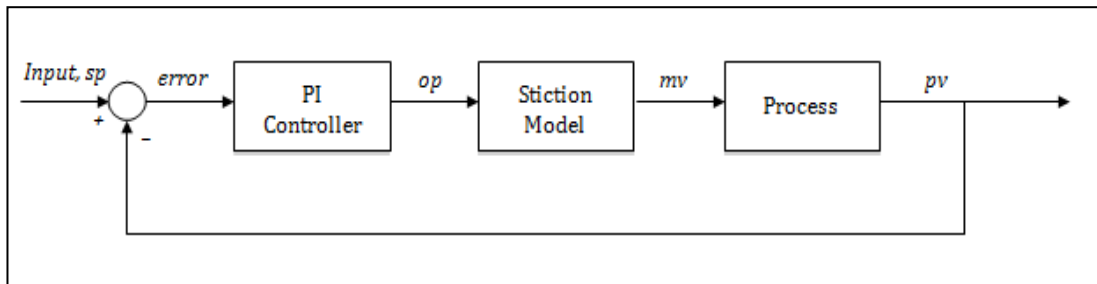 Input, sp
error
PI
Controller
op
Stiction
Model
mv
Process
pv
+
−